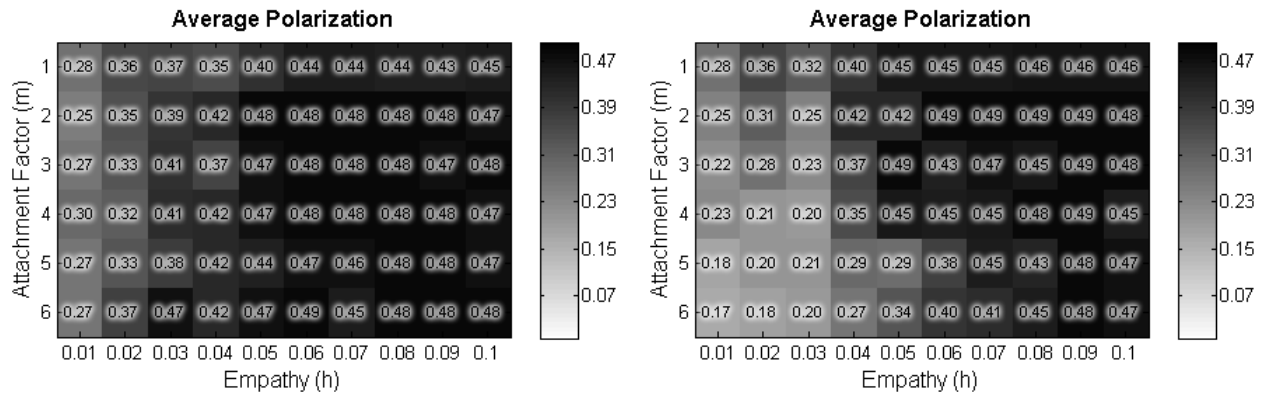 Average Polarization
Attachment Factor (m)
1 0.28 0.36 0.37 0.35 0.40 0.44 0.44 0.44 0.43 0.45
2 0.25 0.35 0.39 0.42 0.48 0.48 0.48 0.48 0.48 0.47
3 0.27 0.33 0.41 0.37 0.47 0.48 0.48 0.48 0.47 0.48
4 0.30 0.32 0.41 0.42 0.47 0.48 0.48 0.48 0.48 0.47
5 0.27 0.33 0.38 0.42 0.44 0.47 0.46 0.48 0.48 0.47
6 0.27 0.37 0.47 0.42 0.46 0.49 0.45 0.48 0.48 0.48
0.01 0.02 0.03 0.04 0.05 0.06 0.07 0.08 0.09 0.1
Empathy (h)
0.47
0.39
0.31
0.23
0.15
0.07
Average Polarization
Attachment Factor (m)
1 0.28 0.36 0.32 0.40 0.45 0.45 0.45 0.46 0.46 0.46
2 0.25 0.31 0.25 0.42 0.42 0.49 0.49 0.49 0.49 0.48
3 0.22 0.28 0.23 0.37 0.49 0.43 0.47 0.45 0.49 0.48
4 0.23 0.21 0.20 0.35 0.45 0.45 0.45 0.48 0.49 0.45
5 0.18 0.20 0.21 0.29 0.29 0.38 0.45 0.43 0.48 0.47
6 0.17 0.18 0.20 0.27 0.34 0.40 0.41 0.45 0.48 0.47
0.01 0.02 0.03 0.04 0.05 0.06 0.07 0.08 0.09 0.1
Empathy (h)
0.47
0.39
0.31
0.23
0.15
0.07